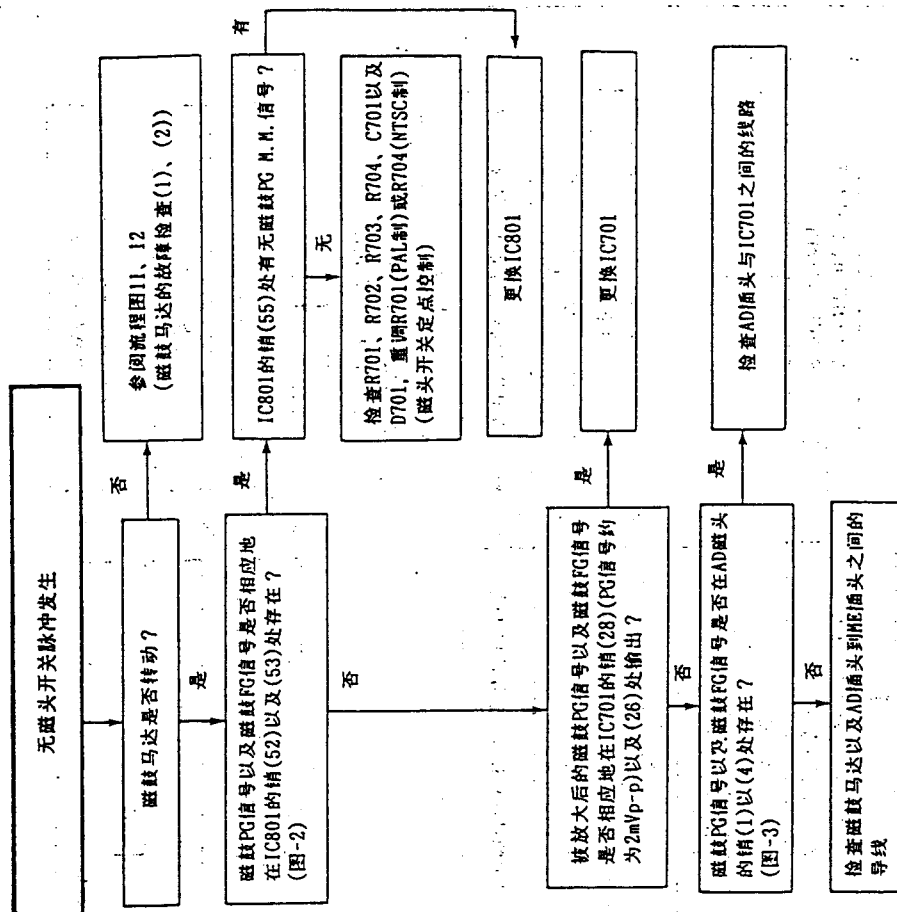 无磁头开关脉冲发生
磁鼓马达是否转动？
否
参阅流程图11、12
(磁鼓马达的故障检查(1)、(2))
是
磁鼓PG信号以及磁鼓FG信号是否相应地
在IC801的销(52)以及(53)处存在？
(图-2)
是
IC801的销(55)处有无磁鼓PG M.M.信号？
有
无
检查R701、R702、R703、R704、C701以及
D701，重调R701(PAL制)或R704(NTSC制)
(磁头开关定点控制)
更换IC801
否
被放大后的磁鼓PG信号以及磁鼓FG信号
是否相应地在IC701的销(28)(PG信号约
为2mVp-p)以及(26)处输出？
是
更换IC701
否
磁鼓PG信号以及磁鼓FG信号是否在AD磁头
的销(1)以(4)处存在？
(图-3)
是
检查AD插头与IC701之间的线路
否
检查磁鼓马达以及AD插头到ME插头之间的
导线